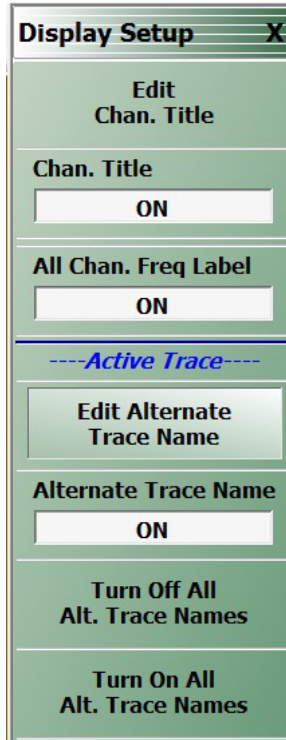 Display Setup X
Edit
Chan. Title
Chan. Title
ON
All Chan. Freq Label
ON
----Active Trace----
Edit Alternate
Trace Name
Alternate Trace Name
ON
Turn Off All
Alt. Trace Names
Turn On All
Alt. Trace Names